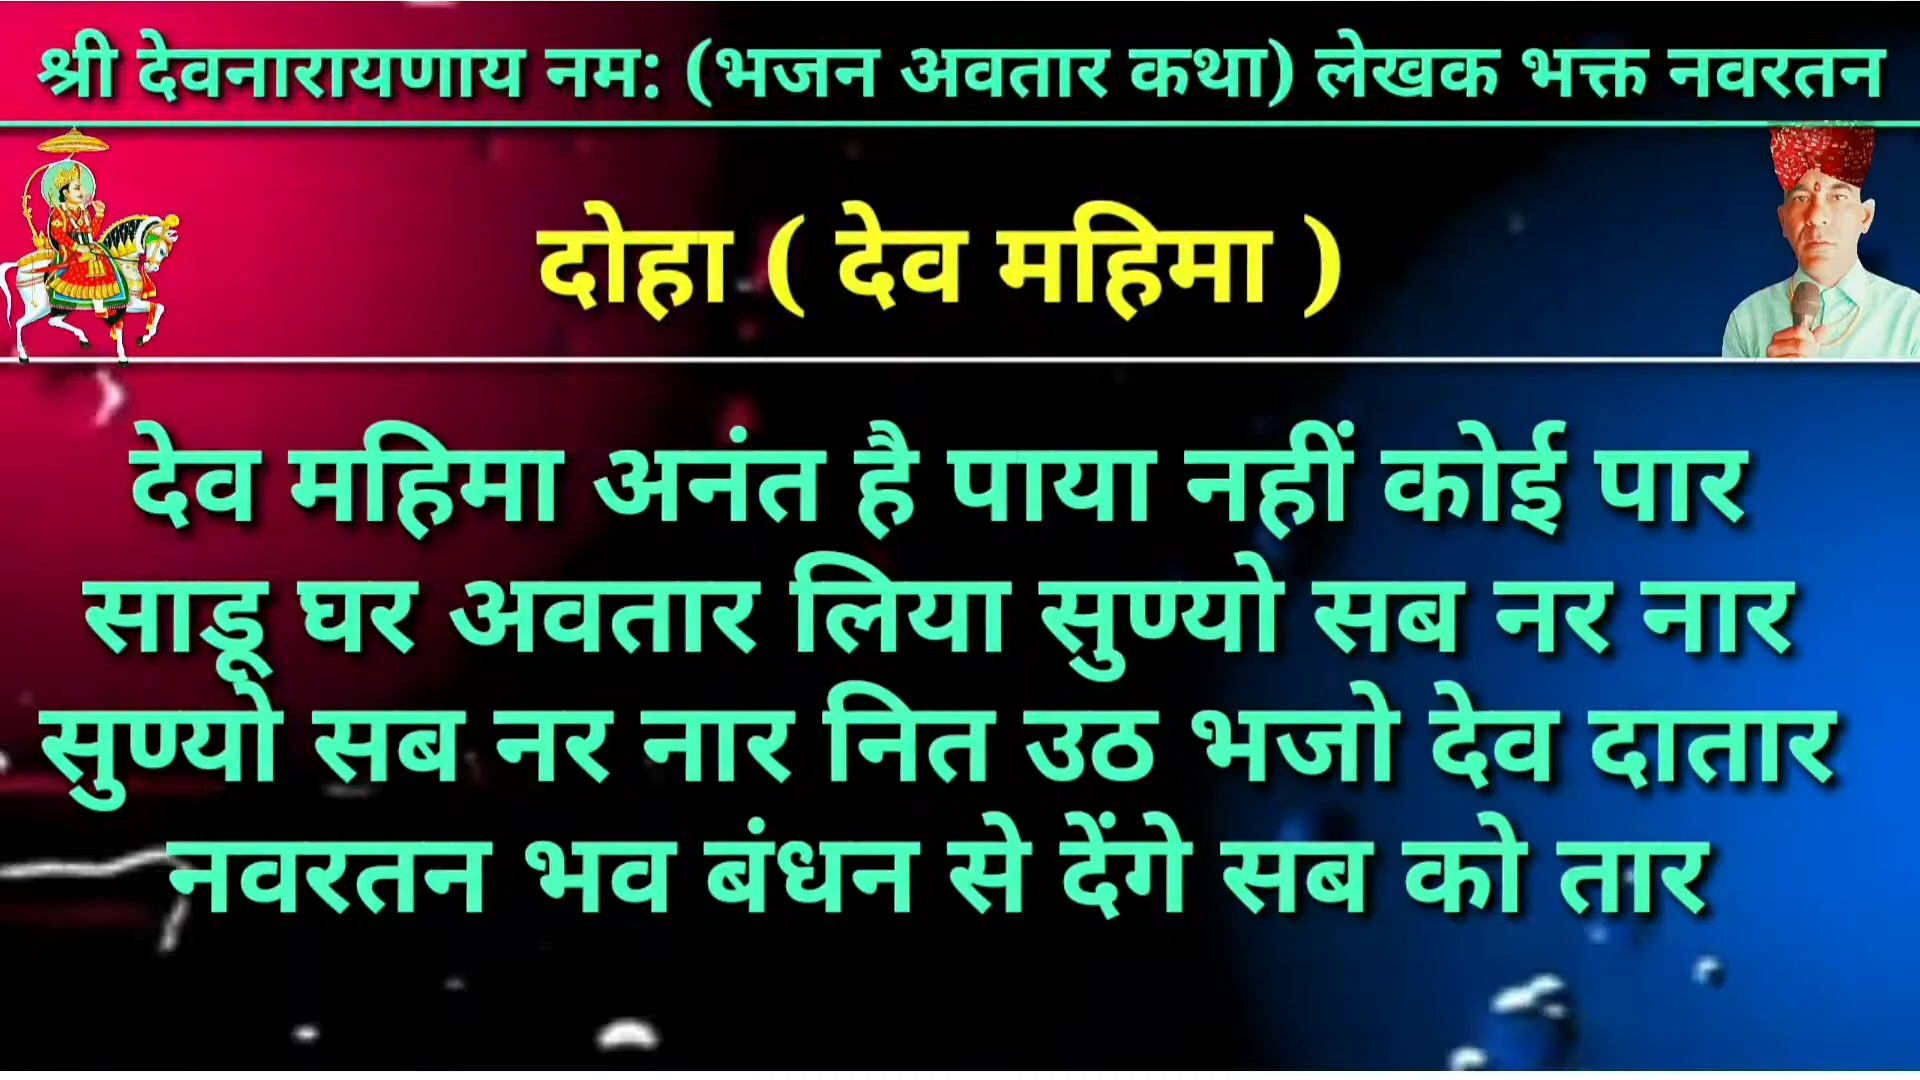 श्री देवनारायणाय नम: (भजन अवतार कथा) लेखक भक्त नवरतन
दोहा ( देव महिमा )
देव महिमा अनंत है पाया नहीं कोई पार
साडू घर अवतार लिया सुण्यो सब नर नार
सुण्यो सब नर नार नित उठ भजो देव दातार
नवरतन भव बंधन से देंगे सब को तार